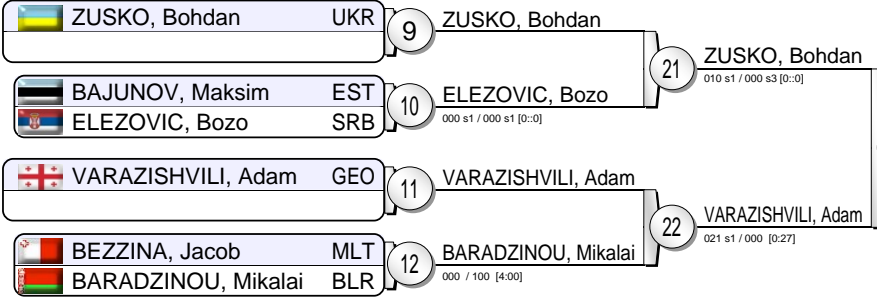 ZUSKO, Bohdan UKR
9
ZUSKO, Bohdan
BAJUNOV, Maksim EST
ELEZOVIC, Bozo SRB
10
ELEZOVIC, Bozo
000 s1 / 000 s1 [0::0]
21
ZUSKO, Bohdan
010 s1 / 000 s3 [0::0]
VARAZISHVILI, Adam GEO
11
VARAZISHVILI, Adam
BEZZINA, Jacob MLT
BARADZINOU, Mikalai BLR
12
BARADZINOU, Mikalai
000 / 100 [4:00]
22
VARAZISHVILI, Adam
021 s1 / 000 [0:27]